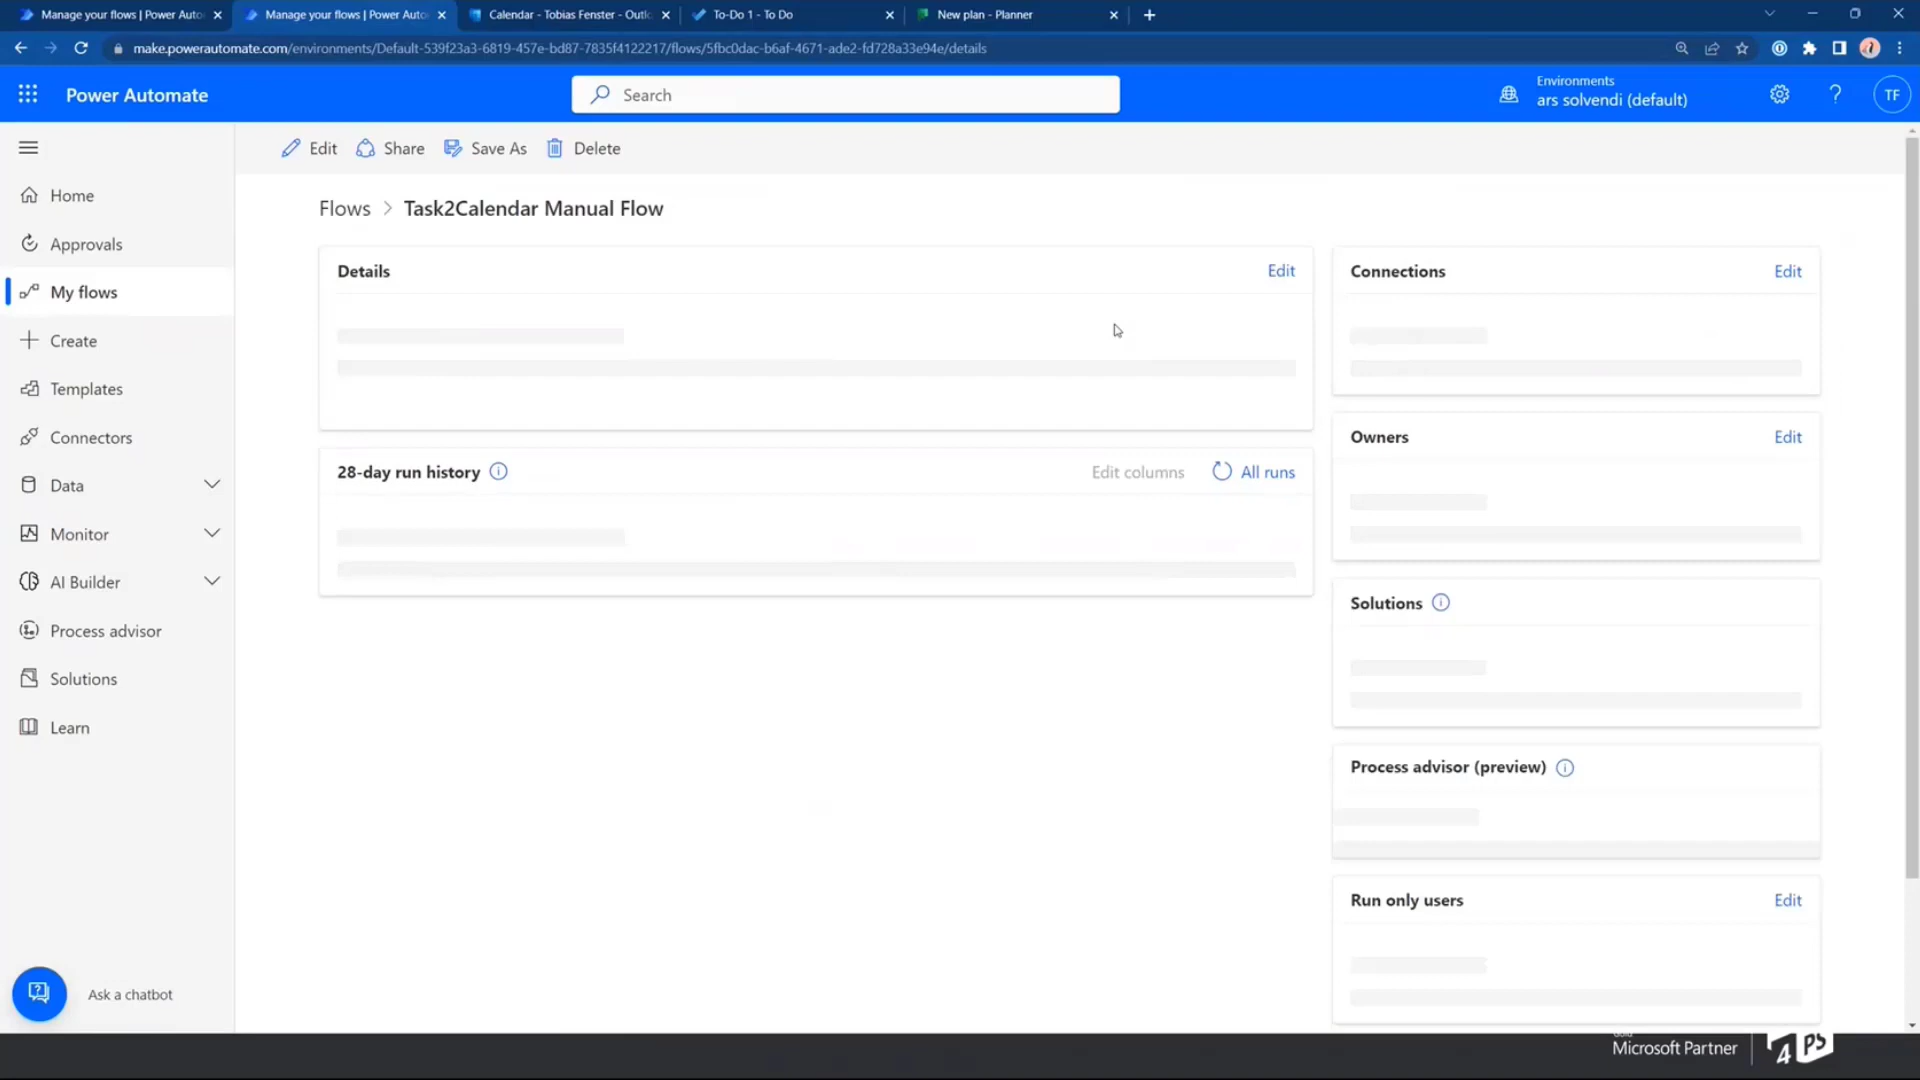 Manage your flows | Power Auto
Manage your flows | Power Auto
Calendar - Tobias Fenster - Outlo
To-Do 1 - To Do
New plan - Planner
make.powerautomate.com/environments/Default-539f23a3-6819-457e-bd87-7835f4122217/flows/5fbc0dac-b6af-4671-ade2-fd728a33e94e/details
Power Automate
Search
Environments
ars solvendi (default)
?
TF
Edit
Share
Save As
Delete
Home
Approvals
My flows
Create
Templates
Connectors
Data
Monitor
AI Builder
Process advisor
Solutions
Learn
Ask a chatbot
Flows > Task2Calendar Manual Flow
Details
Edit
28-day run history
Edit columns
All runs
Connections
Edit
Owners
Edit
Solutions
Process advisor (preview)
Run only users
Edit
Microsoft Partner
4PS